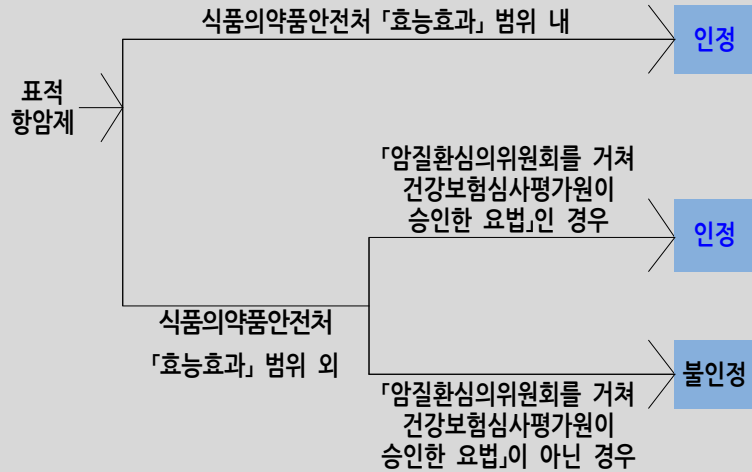 식품의약품안전처 「효능효과」 범위 내
인정
표적
항암제
「암질환심의위원회를 거쳐
건강보험심사평가원이
승인한 요법」인 경우
인정
식품의약품안전처
「효능효과」 범위 외
불인정
「암질환심의위원회를 거쳐
건강보험심사평가원이
승인한 요법」이 아닌 경우